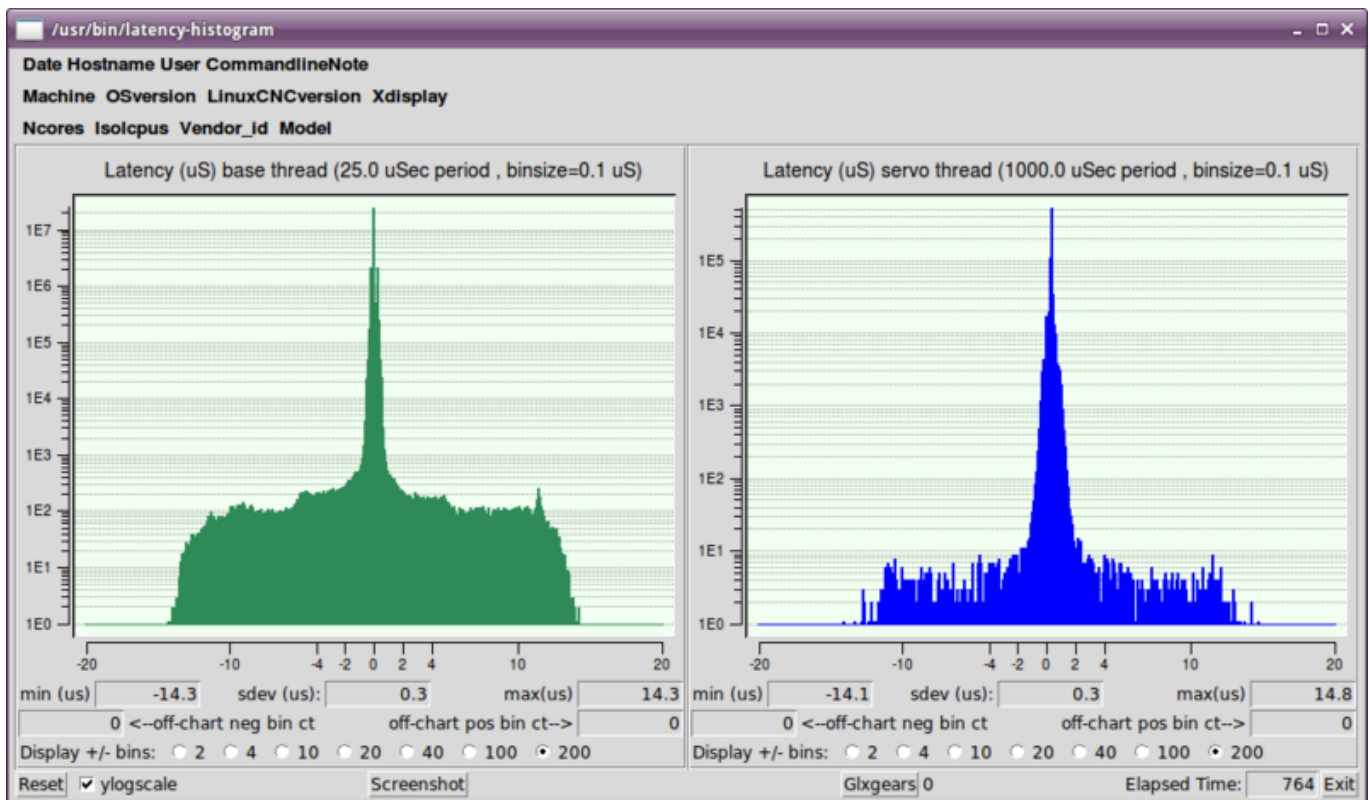 /usr/bin/latency-histogram
Date Hostname User CommandlineNote
Machine OSversion LinuxCNCversion Xdisplay
Ncores Isolcpus Vendor_id Model
Latency (uS) base thread (25.0 uSec period , binsize=0.1 uS)
1E7
1E6
1E5
1E4
1E3
1E2
1E1
1E0
-20 -10 -4 -2 0 2 4 10 20
min (us) -14.3 sdev (us): 0.3 max(us) 14.3
0 <--off-chart neg bin ct off-chart pos bin ct--> 0
Display +/- bins: 2 4 10 20 40 100 200
Latency (uS) servo thread (1000.0 uSec period , binsize=0.1 uS)
1E5
1E4
1E3
1E2
1E1
1E0
-20 -10 -4 -2 0 2 4 10 20
min (us) -14.1 sdev (us): 0.3 max(us) 14.8
0 <--off-chart neg bin ct off-chart pos bin ct--> 0
Display +/- bins: 2 4 10 20 40 100 200
Reset ylogscale Screenshot Glxgears 0 Elapsed Time: 764 Exit